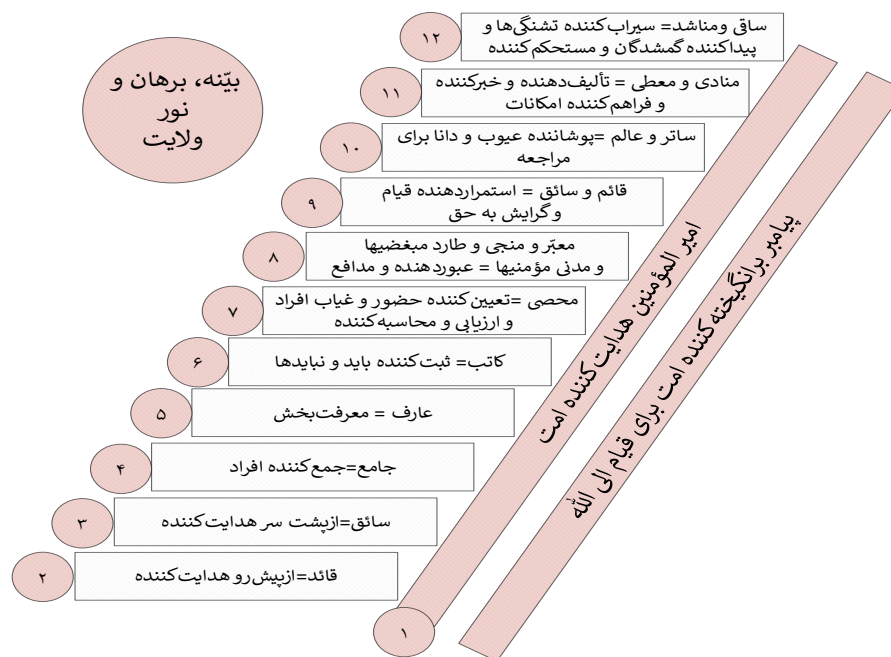 ۱۲
ساقی ومناشد= سیراب‌کننده تشنگی‌ها و
پیداکننده گمشدگان و مستحکم‌کننده
بیّنه، برهان و
نور
ولایت
۱۱
منادی و معطی = تألیف‌دهنده و خبرکننده
و فراهم‌کننده امکانات
۱۰
ساتر و عالم =پوشاننده عیوب و دانا برای
مراجعه
۹
قائم و سائق = استمراردهنده قیام
وگرایش به حق
۸
معبّر و منجی و طارد مبغضیها
و مدنی مؤمنیها = عبوردهنده و مدافع
۷
محصی =تعیین‌کننده حضور و غیاب افراد
و ارزیابی و محاسبه‌کننده
۶
کاتب= ثبت‌کننده باید و نبایدها
۵
عارف = معرفت‌بخش
۴
جامع=جمع‌کننده افراد
۳
سائق=ازپشت سر هدایت‌کننده
۲
قائد=ازپیش‌رو هدایت‌کننده
۱
امیر المؤمنین هدایت‌کننده امت
پیامبر برانگیخته‌کننده امت برای قیام الی الله